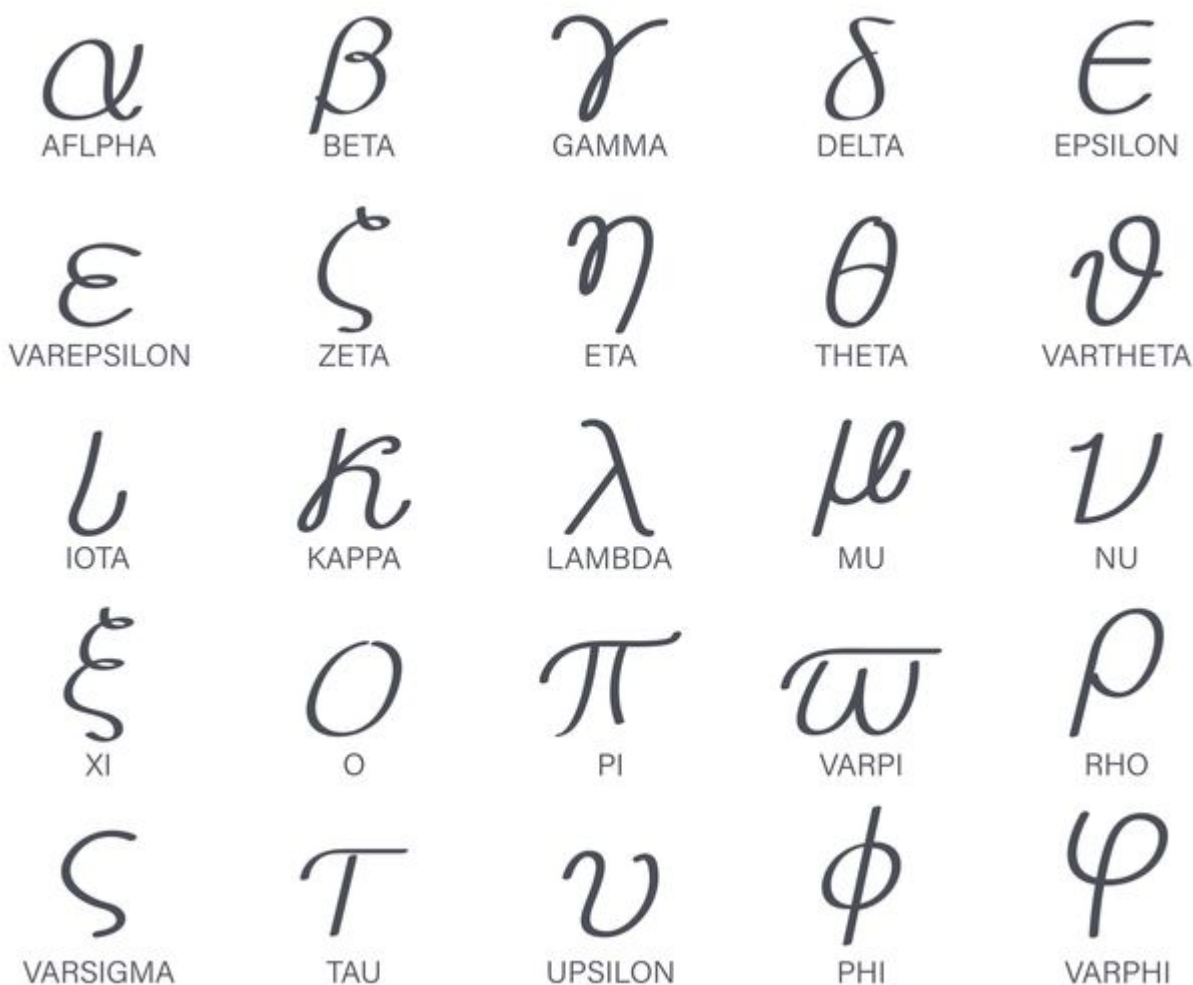 α β γ δ ϵ
AFLPHA BETA GAMMA DELTA EPSILON
ε ζ η θ ϑ
VAREPSILON ZETA ETA THETA VARTHETA
ι κ λ μ ν
IOTA KAPPA LAMBDA MU NU
ξ ο π ϖ ρ
XI O PI VARPI RHO
ς τ υ ϕ φ
VARSIGMA TAU UPSILON PHI VARPHI